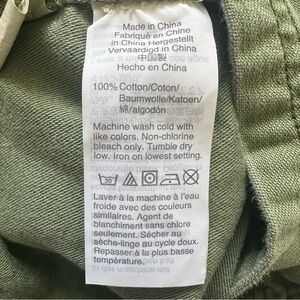 Made in China
Fabriqué en Chine
in China Hergestellt
Vervaardigd in China
中国製
Hecho en China
100% Cotton/Coton/
Baumwolle/Katoen/
綿/algodón
Machine wash cold with
like colors. Non-chlorine
bleach only. Tumble dry
low. Iron on lowest setting.
30
Laver à la machine à l'eau
froide avec des couleurs
similaires. Agent de
blanchiment sans chlore
seulement. Sécher au
sèche-linge au cycle doux.
Repasser à la plus basse
température.